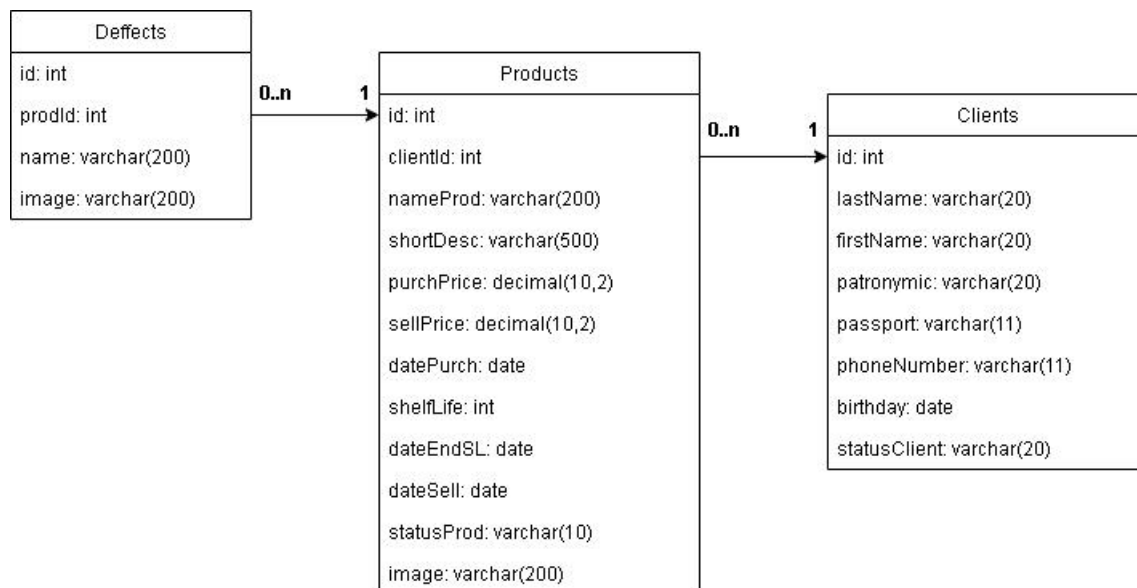 Deffects
id: int
prodId: int
name: varchar(200)
image: varchar(200)
0..n
1
Products
id: int
clientId: int
nameProd: varchar(200)
shortDesc: varchar(500)
purchPrice: decimal(10,2)
sellPrice: decimal(10,2)
datePurch: date
shelfLife: int
dateEndSL: date
dateSell: date
statusProd: varchar(10)
image: varchar(200)
0..n
1
Clients
id: int
lastName: varchar(20)
firstName: varchar(20)
patronymic: varchar(20)
passport: varchar(11)
phoneNumber: varchar(11)
birthday: date
statusClient: varchar(20)